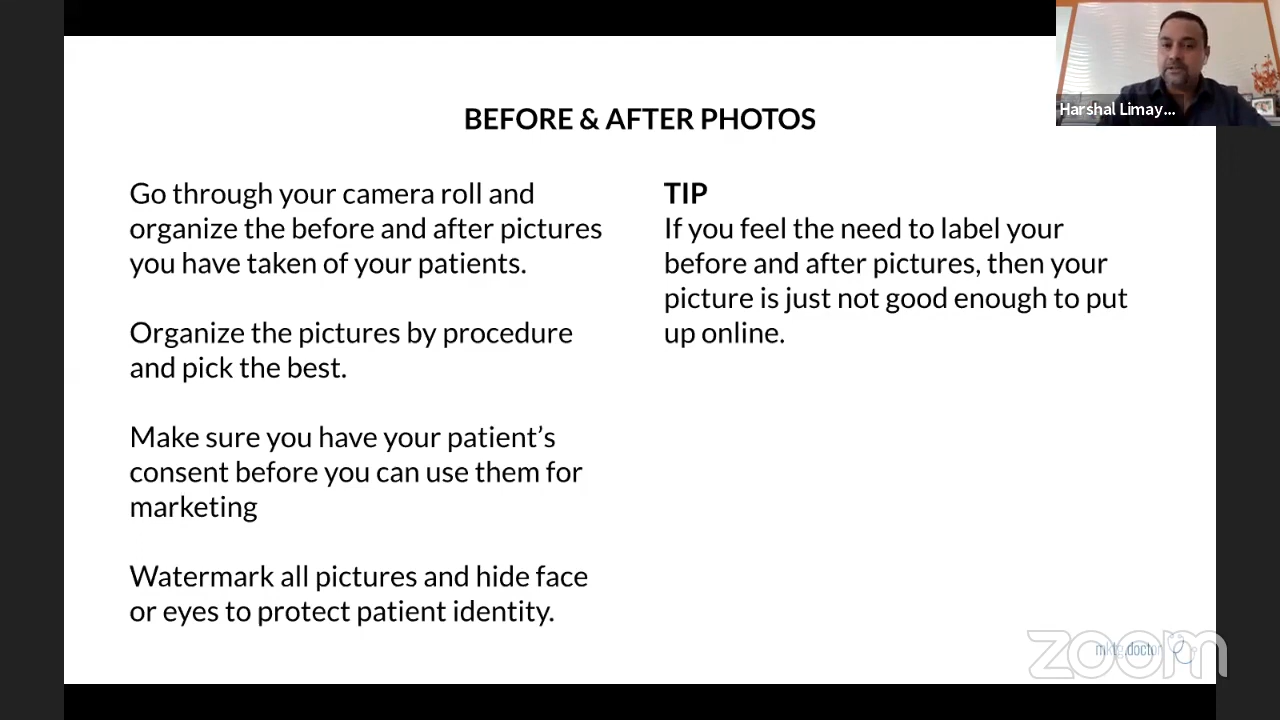 BEFORE & AFTER PHOTOS
Go through your camera roll and
organize the before and after pictures
you have taken of your patients.
Organize the pictures by procedure
and pick the best.
Make sure you have your patient’s
consent before you can use them for
marketing
Watermark all pictures and hide face
or eyes to protect patient identity.
TIP
If you feel the need to label your
before and after pictures, then your
picture is just not good enough to put
up online.
Harshal Limay...
mktg.doctor
zoom